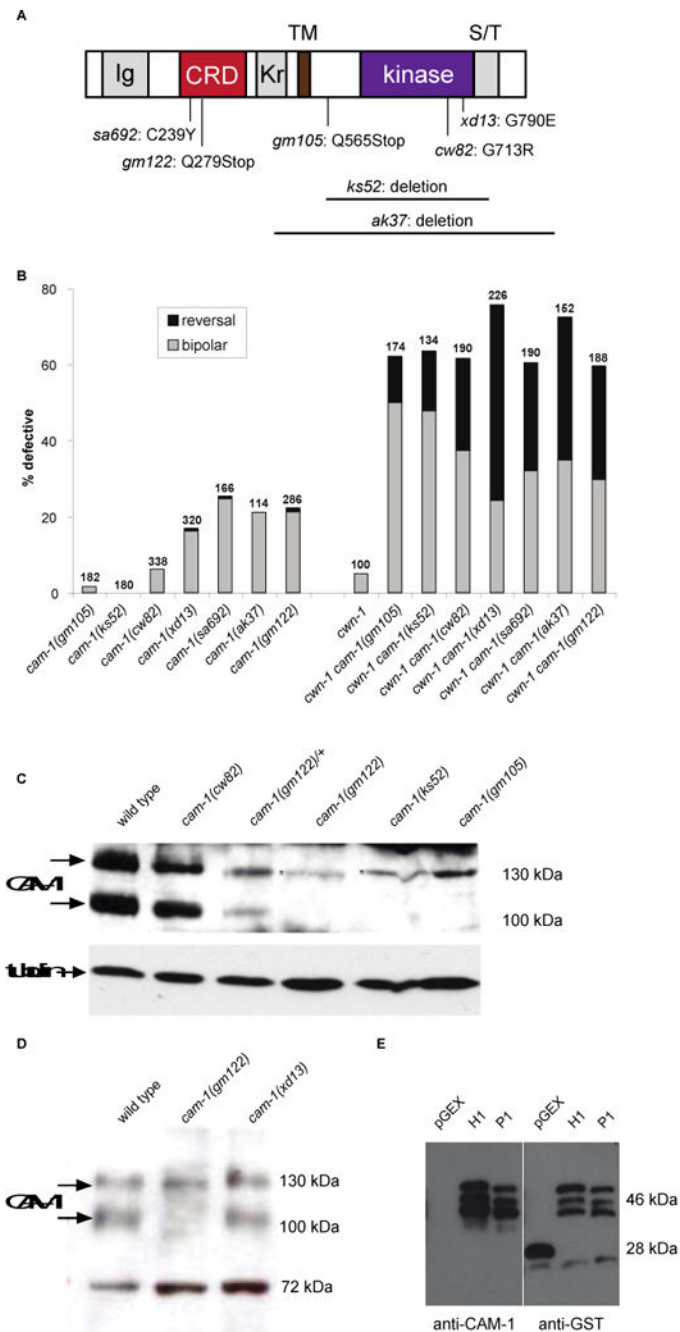 A
TM
S/T
Ig
CRD
Kr
kinase
sa692: C239Y
gm122: Q279Stop
gm105: Q565Stop
xd13: G790E
cw82: G713R
ks52: deletion
ak37: deletion
B
80
60
40
20
0
% defective
reversal
bipolar
182
180
338
320
166
114
286
100
174
134
190
226
190
152
188
cam-1(gm105)
cam-1(ks52)
cam-1(cw82)
cam-1(xd13)
cam-1(sa692)
cam-1(ak37)
cam-1(gm122)
cwn-1
cwn-1 cam-1(gm105)
cwn-1 cam-1(ks52)
cwn-1 cam-1(cw82)
cwn-1 cam-1(xd13)
cwn-1 cam-1(sa692)
cwn-1 cam-1(ak37)
cwn-1 cam-1(gm122)
C
wild type
cam-1(cw82)
cam-1(gm122)/+
cam-1(gm122)
cam-1(ks52)
cam-1(gm105)
CAM-1
130 kDa
100 kDa
tubulin
D
wild type
cam-1(gm122)
cam-1(xd13)
CAM-1
130 kDa
100 kDa
72 kDa
E
pGEX
H1
P1
pGEX
H1
P1
46 kDa
28 kDa
anti-CAM-1
anti-GST